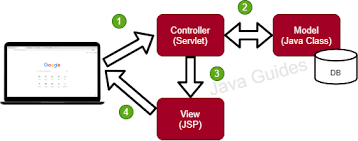 1
2
Controller
(Servlet)
Model
(Java Class)
Google
3
Java Guides
DB
4
View
(JSP)